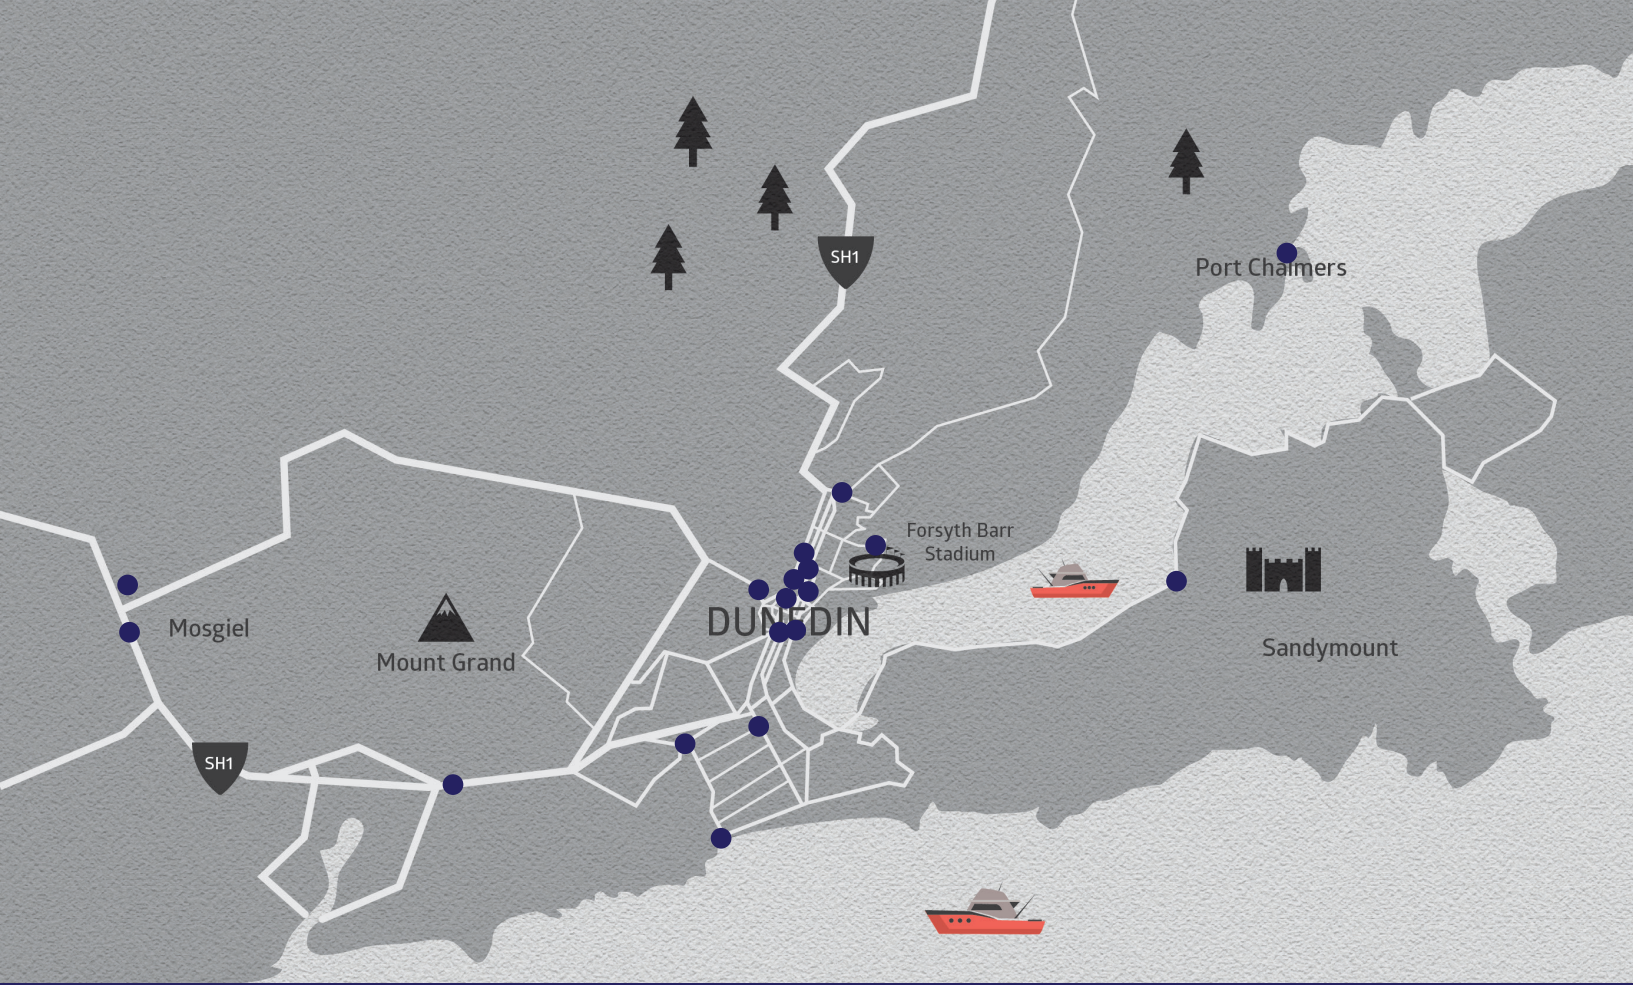 SH1
Port Chalmers
Forsyth Barr
Stadium
DUNEDIN
Mosgiel
Mount Grand
Sandymount
SH1